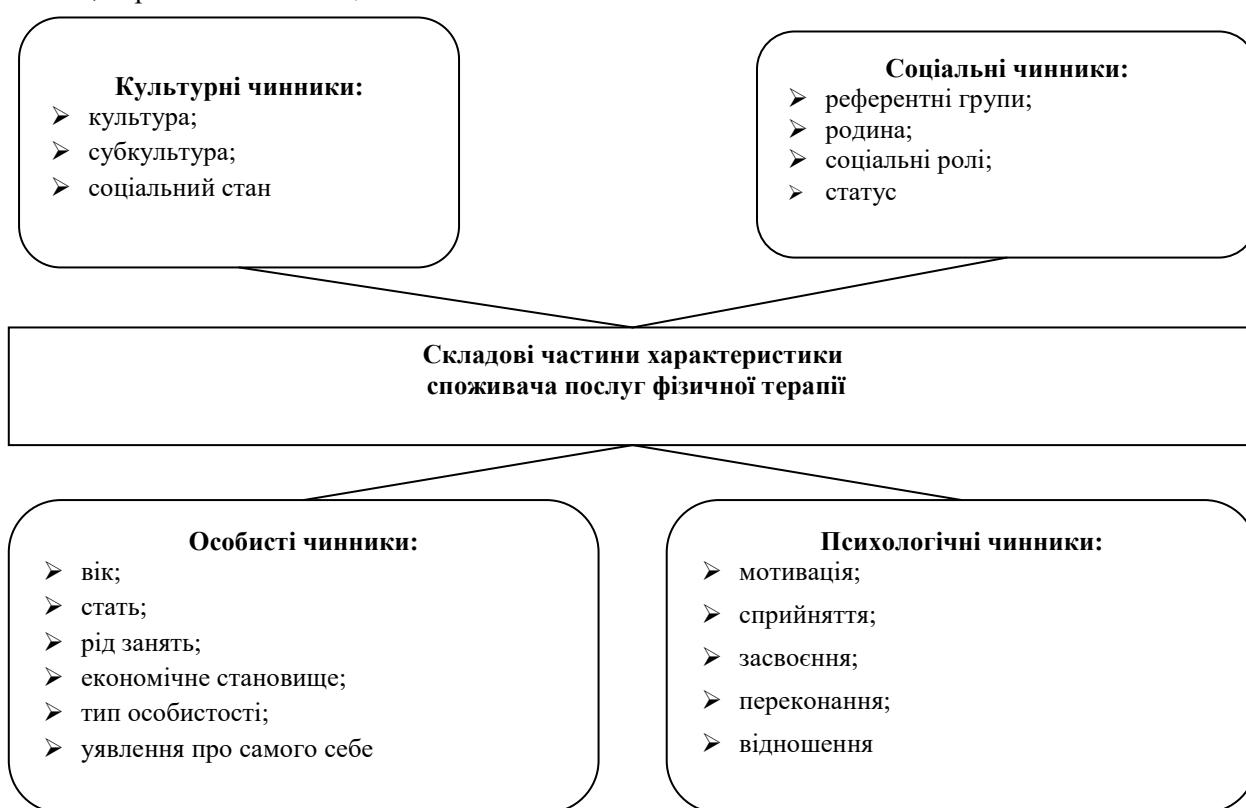 Культурні чинники:
➢ культура;
➢ субкультура;
➢ соціальний стан
Соціальні чинники:
➢ референтні групи;
➢ родина;
➢ соціальні ролі;
➢ статус
Складові частини характеристики
споживача послуг фізичної терапії
Особисті чинники:
➢ вік;
➢ стать;
➢ рід занять;
➢ економічне становище;
➢ тип особистості;
➢ уявлення про самого себе
Психологічні чинники:
➢ мотивація;
➢ сприйняття;
➢ засвоєння;
➢ переконання;
➢ відношення